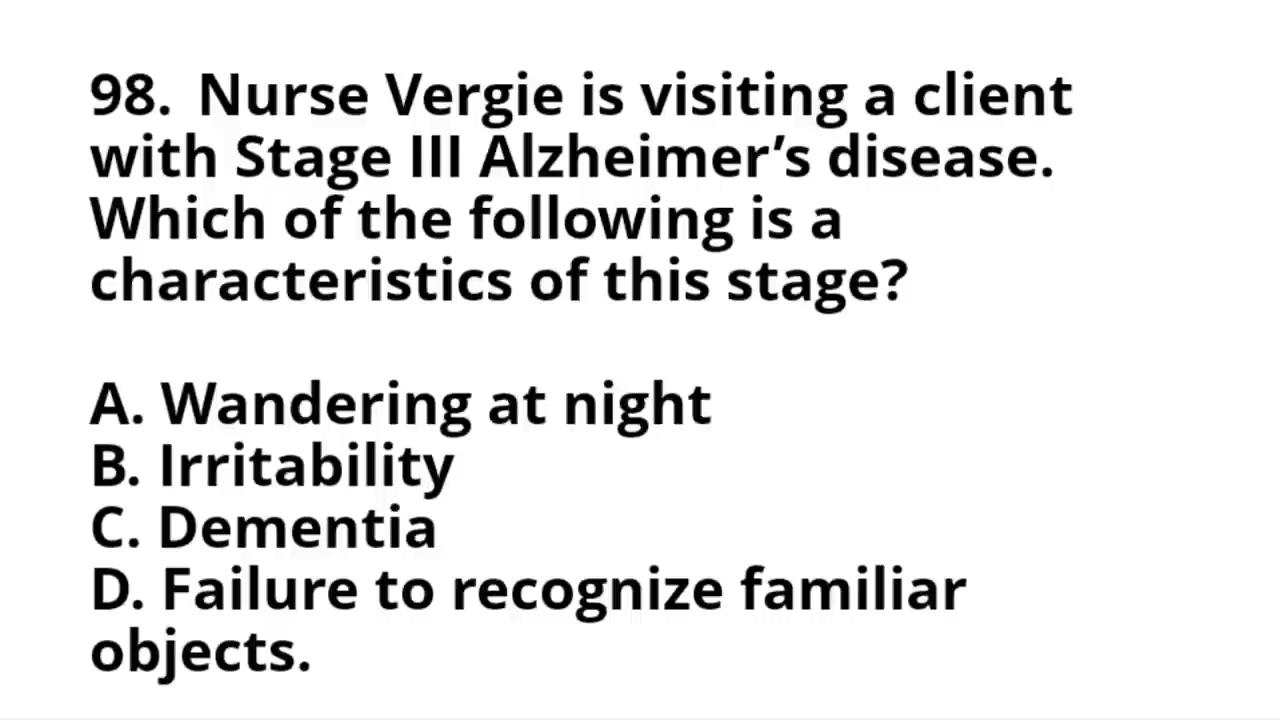 98. Nurse Vergie is visiting a client
with Stage III Alzheimer’s disease.
Which of the following is a
characteristics of this stage?
A. Wandering at night
B. Irritability
C. Dementia
D. Failure to recognize familiar
objects.